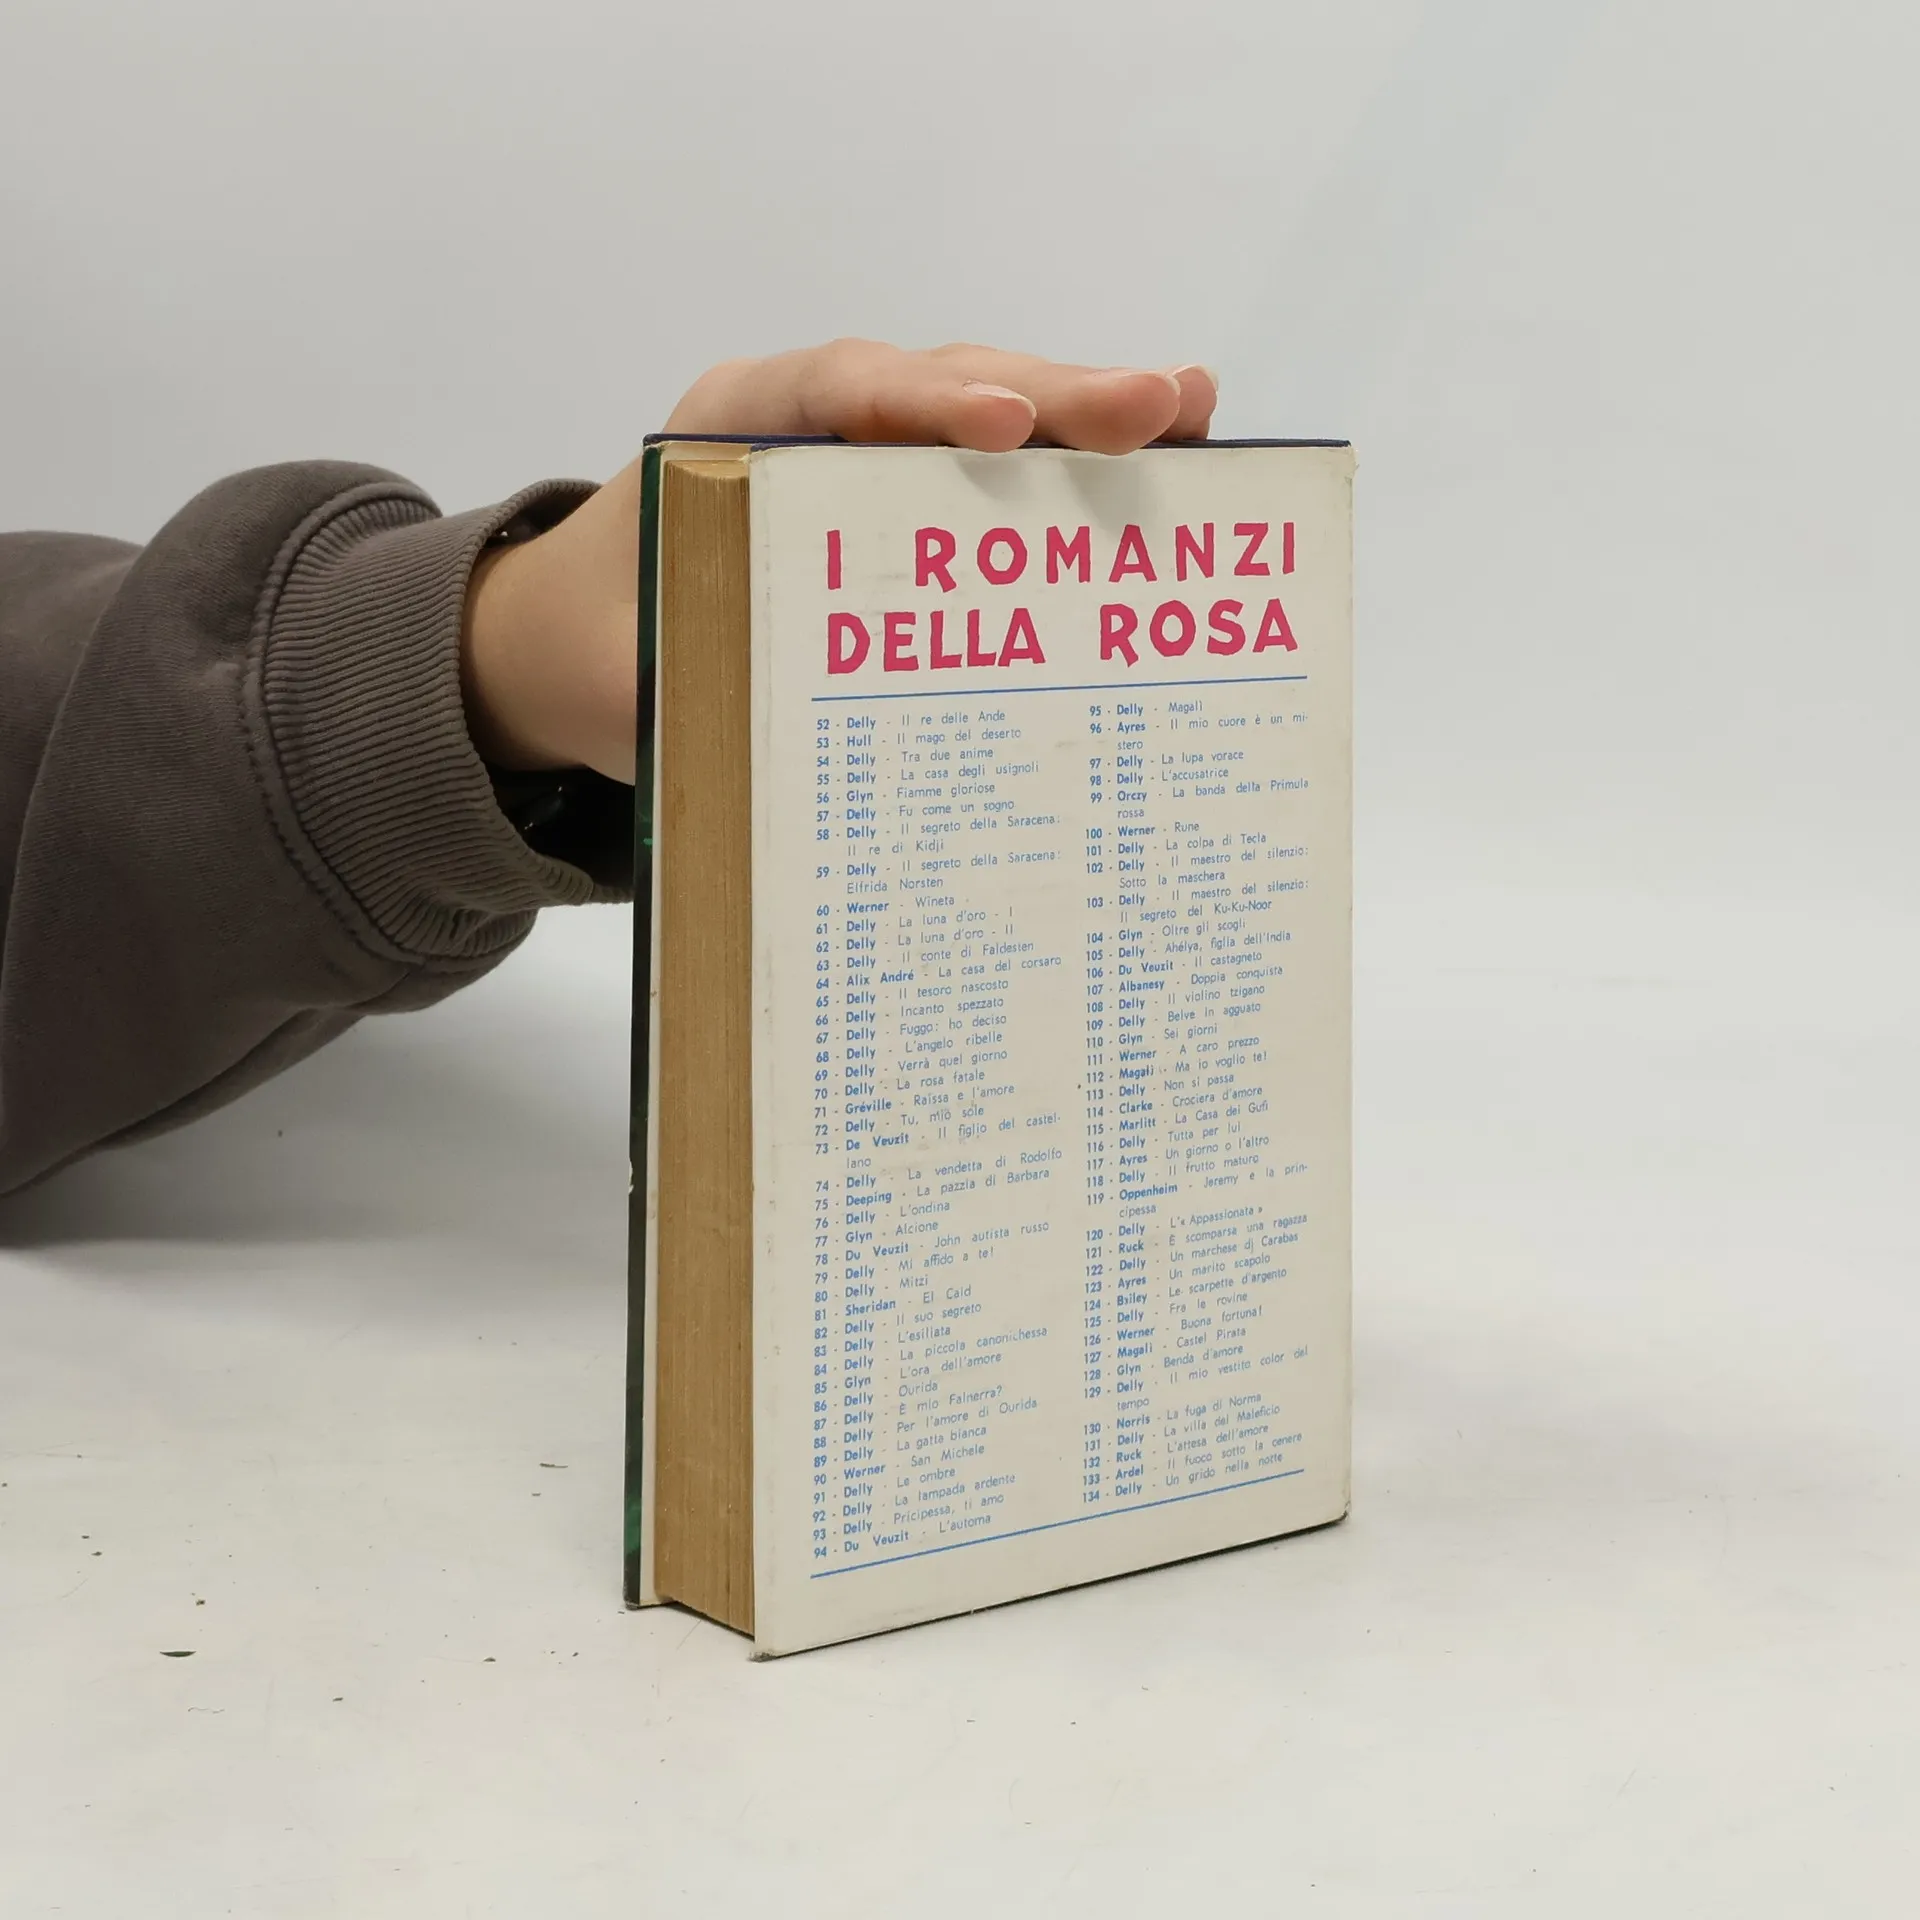 I ROMANZI
DELLA ROSA
52 - Delly - Il re delle Ande
53 - Hull - Il mago del deserto
54 - Delly - Tra due anime
55 - Delly - La casa degli usignoli
56 - Glyn - Fiamme gloriose
57 - Delly - Fu come un sogno
58 - Delly - Il segreto della Saracena:
Il re di Kidji
59 - Delly - Il segreto della Saracena:
Elfrida Norsten
60 - Werner - Wineta
61 - Delly - La luna d'oro - I
62 - Delly - La luna d'oro - II
63 - Delly - Il conte di Faldesten
64 - Alix André - La casa del corsaro
65 - Delly - Il tesoro nascosto
66 - Delly - Incanto spezzato
67 - Delly - Fuggo: ho deciso
68 - Delly - L'angelo ribelle
69 - Delly - Verrà quel giorno
70 - Delly - La rosa fatale
71 - Gréville - Raïssa e l'amore
72 - Delly - Tu, mio sole
73 - De Veuzit - Il figlio del castel-
lano
74 - Delly - La vendetta di Rodolfo
75 - Deeping - La pazzia di Barbara
76 - Delly - L'ondina
77 - Glyn - Alcione
78 - Du Veuzit - John autista russo
79 - Delly - Mi affido a te!
80 - Delly - Mitzi
81 - Sheridan - El Caid
82 - Delly - Il suo segreto
83 - Delly - L'esiliata
84 - Delly - La piccola canonichessa
85 - Glyn - L'ora dell'amore
86 - Delly - Ourida
87 - Delly - È mio Falnerra?
88 - Delly - Per l'amore di Ourida
89 - Delly - La gatta bianca
90 - Werner - San Michele
91 - Delly - Le ombre
92 - Delly - La lampada ardente
93 - Delly - Pricipessa, ti amo
94 - Du Veuzit - L'automa
95 - Delly - Magalì
96 - Ayres - Il mio cuore è un mi-
stero
97 - Delly - La lupa vorace
98 - Delly - L'accusatrice
99 - Orczy - La banda della Primula
rossa
100 - Werner - Rune
101 - Delly - La colpa di Tecla
102 - Delly - Il maestro del silenzio:
Sotto la maschera
103 - Delly - Il maestro del silenzio:
Il segreto del Ku-Ku-Noor
104 - Glyn - Oltre gli scogli
105 - Delly - Ahélya, figlia dell'India
106 - Du Veuzit - Il castagneto
107 - Albanesy - Doppia conquista
108 - Delly - Il violino tzigano
109 - Delly - Belve in agguato
110 - Glyn - Sei giorni
111 - Werner - A caro prezzo
112 - Magali - Ma io voglio te!
113 - Delly - Non si passa
114 - Clarke - Crociera d'amore
115 - Marlitt - La Casa dei Gufi
116 - Delly - Tutta per lui
117 - Ayres - Un giorno o l'altro
118 - Delly - Il frutto maturo
119 - Oppenheim - Jeremy e la prin-
cipessa
120 - Delly - L'« Appassionata »
121 - Ruck - È scomparsa una ragazza
122 - Delly - Un marchese di Carabas
123 - Ayres - Un marito scapolo
124 - Bailey - Le scarpette d'argento
125 - Delly - Fra le rovine
126 - Werner - Buona fortuna!
127 - Magali - Castel Pirata
128 - Glyn - Benda d'amore
129 - Delly - Il mio vestito color del
tempo
130 - Norris - La fuga di Norma
131 - Delly - La villa del Maleficio
132 - Ruck - L'attesa dell'amore
133 - Ardel - Il fuoco sotto la cenere
134 - Delly - Un grido nella notte